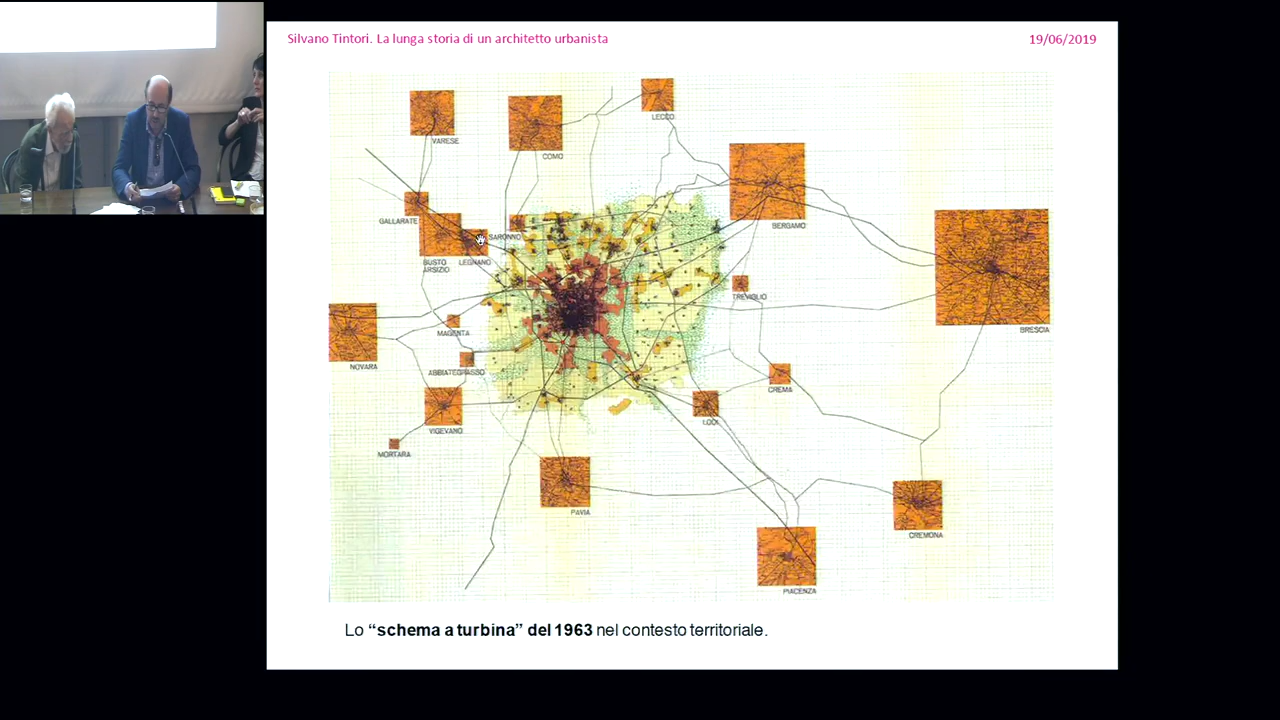 Silvano Tintori. La lunga storia di un architetto urbanista
19/06/2019
LECCO
VARESE
COMO
GALLARATE
BERGAMO
SARONNO
BUSTO
ARSIZIO
LEGNANO
TREVIGLIO
BRESCIA
MAGENTA
NOVARA
ABBIATEGRASSO
CREMA
LODI
VIGEVANO
MORTARA
PAVIA
CREMONA
PIACENZA
Lo “schema a turbina” del 1963 nel contesto territoriale.